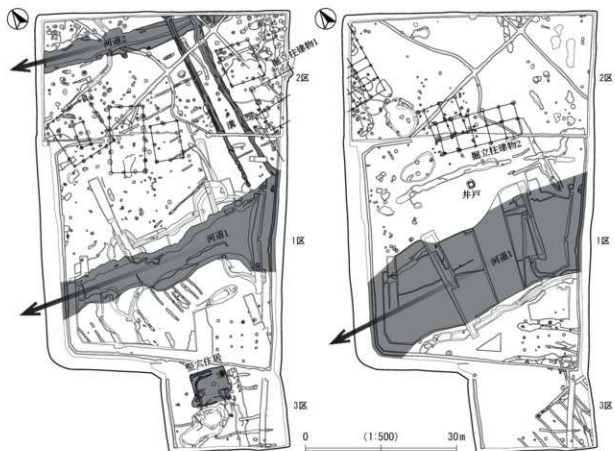 河道2
掘立柱建物1
2区
溝
河道1
1区
竪穴住居
3区
2区
掘立柱建物2
井戸
河道1
1区
3区
0 (1:500) 30m